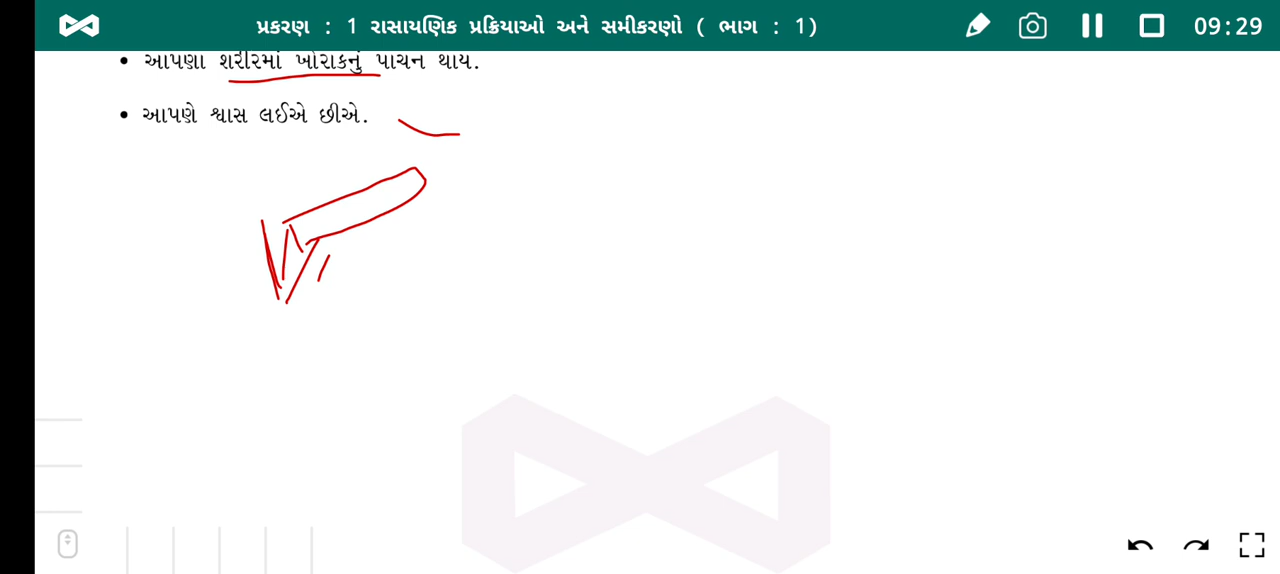 પ્રકરણ : 1 રાસાયણિક પ્રક્રિયાઓ અને સમીકરણો ( ભાગ : 1)
09:29
• આપણા શરીરમાં ખોરાકનું પાચન થાય.
• આપણે શ્વાસ લઈએ છીએ.